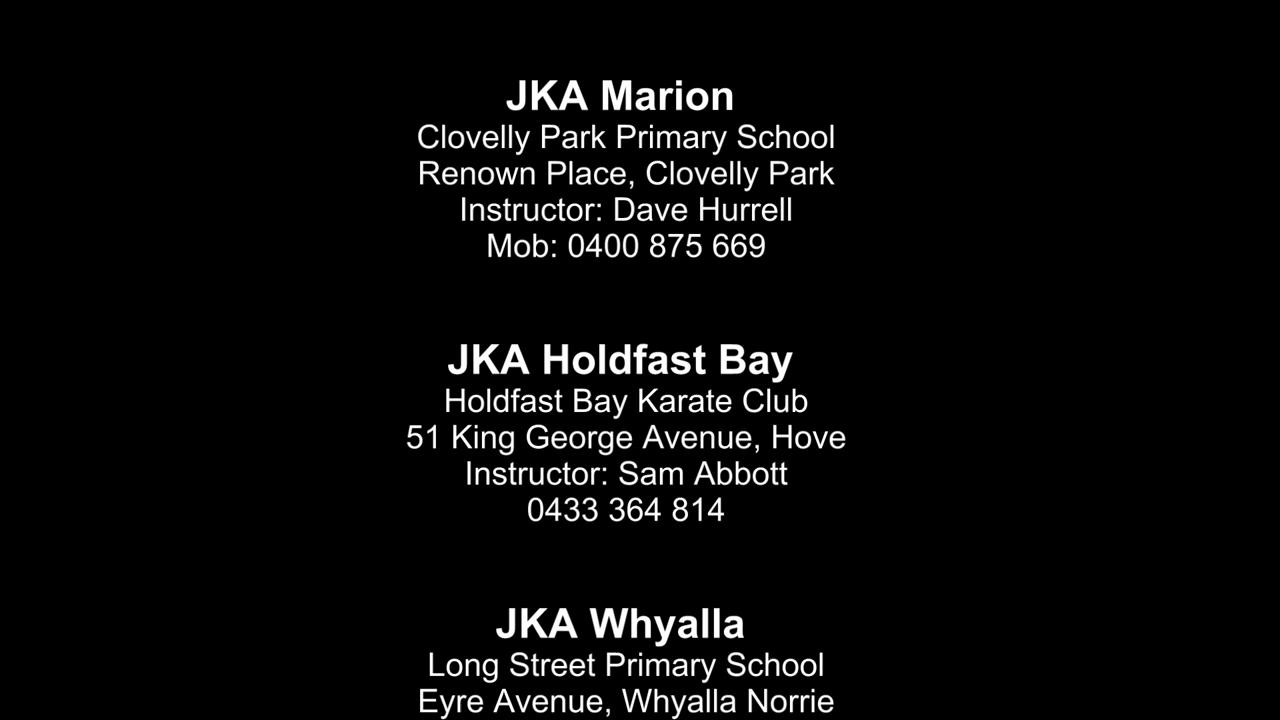 JKA Marion
Clovelly Park Primary School
Renown Place, Clovelly Park
Instructor: Dave Hurrell
Mob: 0400 875 669
JKA Holdfast Bay
Holdfast Bay Karate Club
51 King George Avenue, Hove
Instructor: Sam Abbott
0433 364 814
JKA Whyalla
Long Street Primary School
Eyre Avenue, Whyalla Norrie